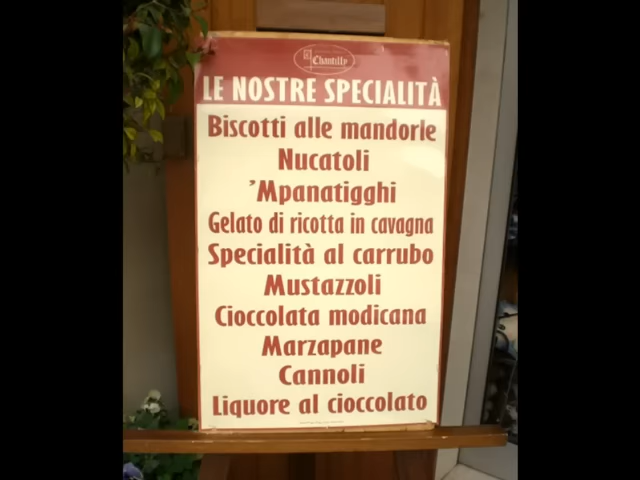 Chantilly
LE NOSTRE SPECIALITÀ
Biscotti alle mandorle
Nucatoli
'Mpanatigghi
Gelato di ricotta in cavagna
Specialità al carrubo
Mustazzoli
Cioccolata modicana
Marzapane
Cannoli
Liquore al cioccolato